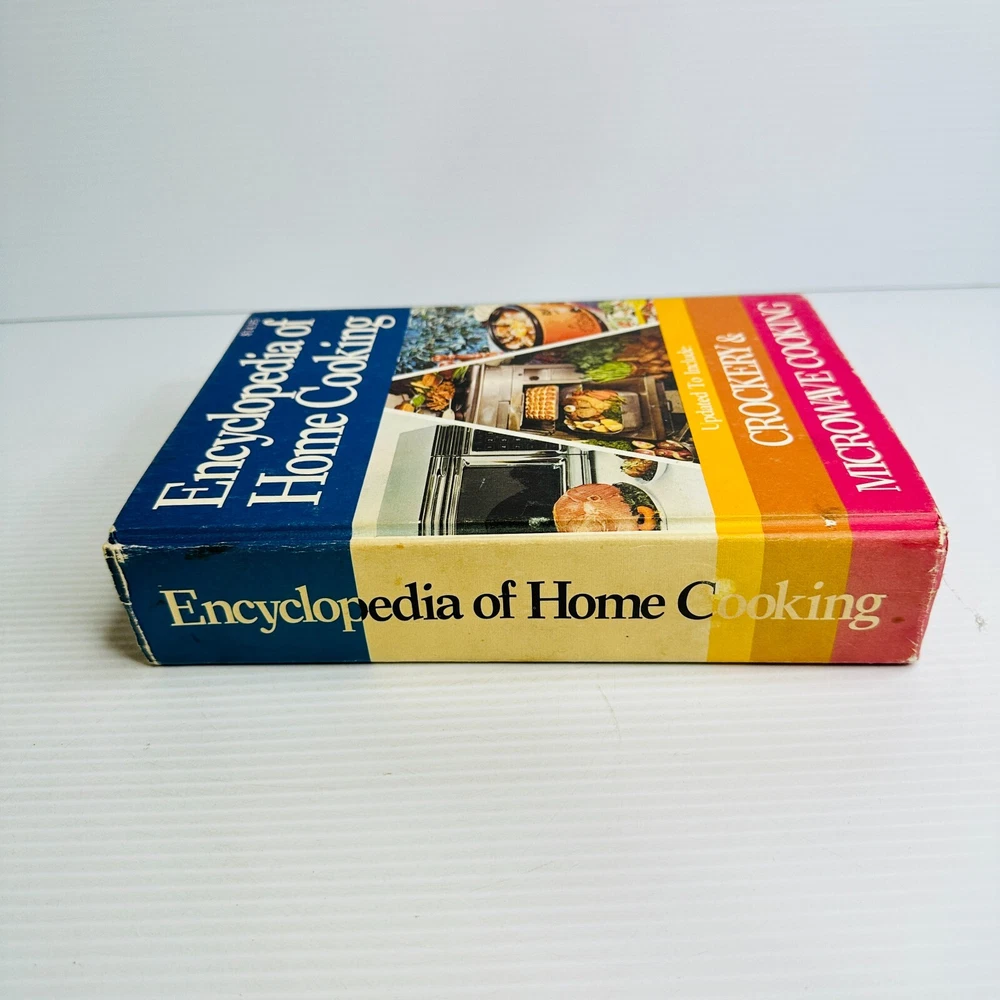 Encyclopedia of
Home Cooking
Updated To Include
CROCKERY &
MICROWAVE COOKING
Encyclopedia of Home Cooking